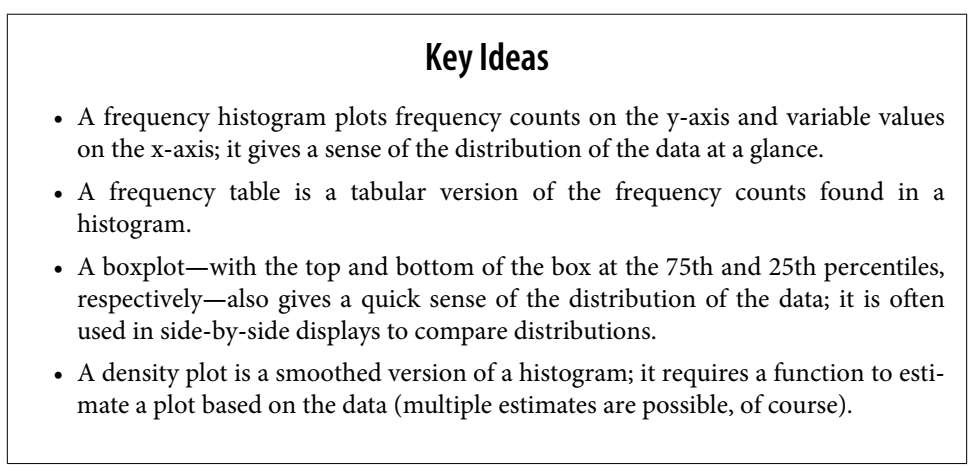 Key Ideas
• A frequency histogram plots frequency counts on the y-axis and variable values
on the x-axis; it gives a sense of the distribution of the data at a glance.
• A frequency table is a tabular version of the frequency counts found in a
histogram.
• A boxplot—with the top and bottom of the box at the 75th and 25th percentiles,
respectively—also gives a quick sense of the distribution of the data; it is often
used in side-by-side displays to compare distributions.
• A density plot is a smoothed version of a histogram; it requires a function to esti-
mate a plot based on the data (multiple estimates are possible, of course).